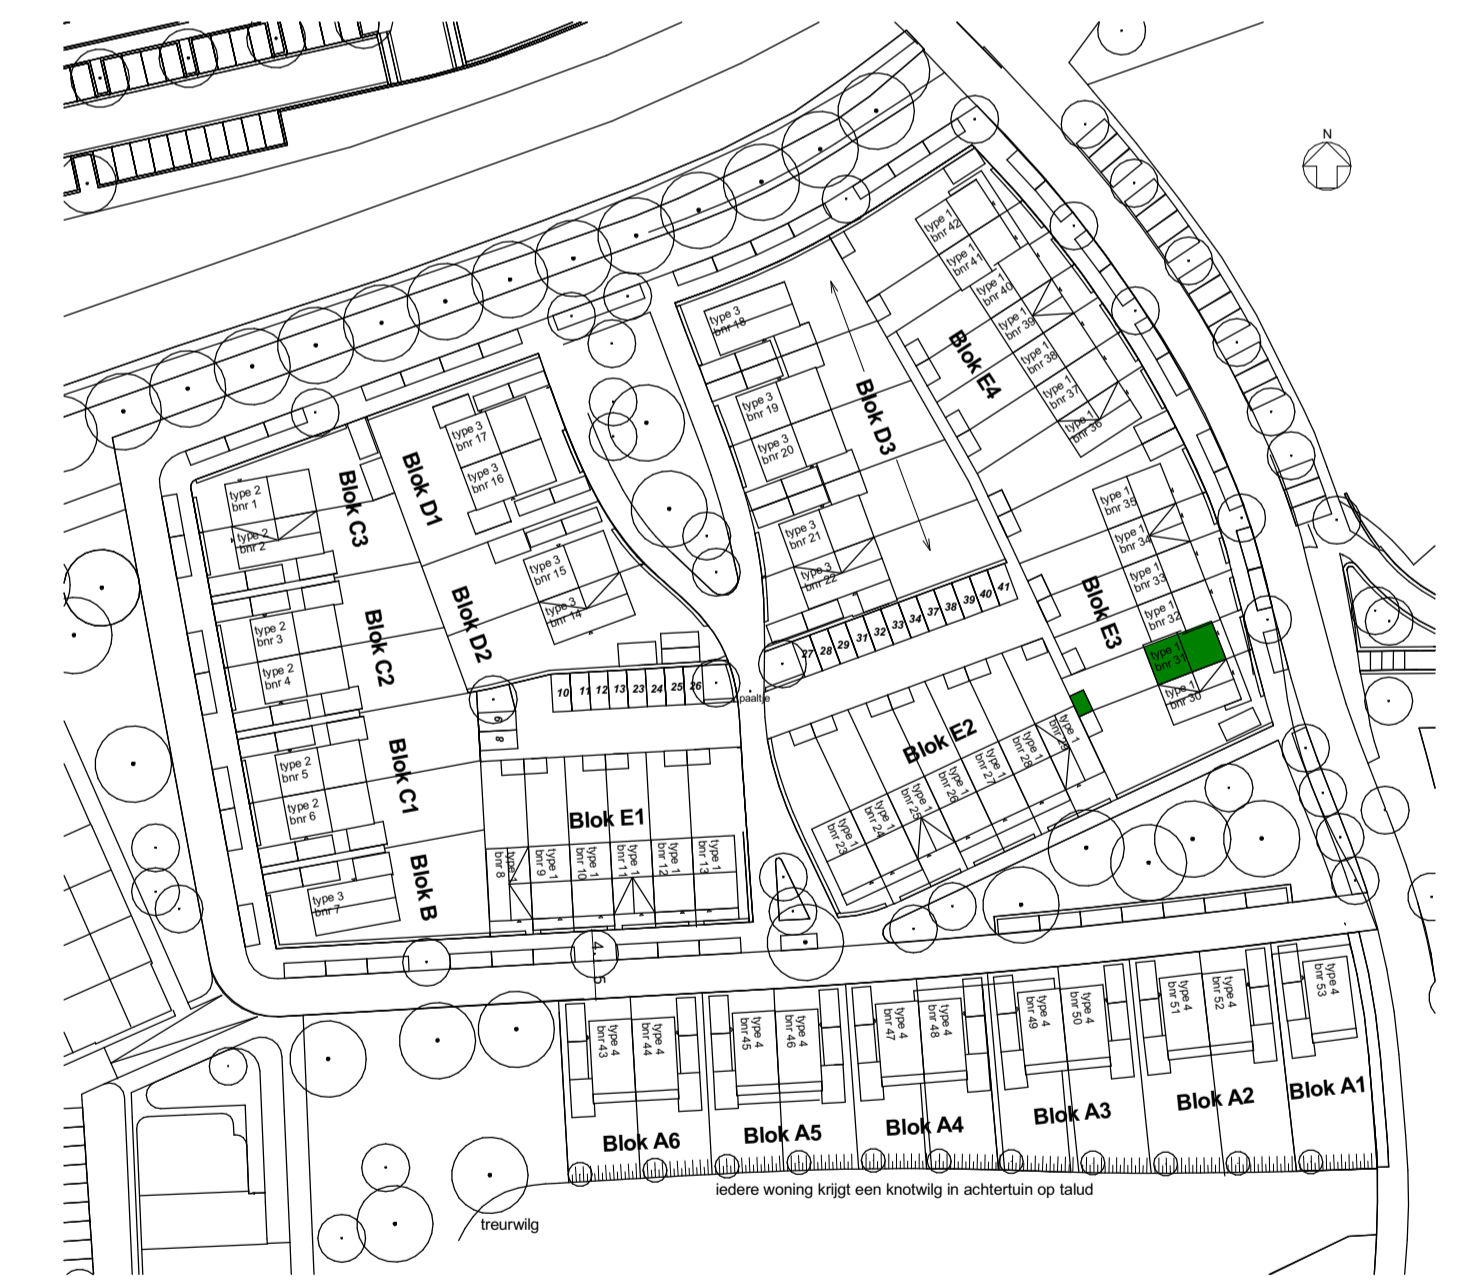 N
type 1
bnr 42
type 1
bnr 41
type 1
bnr 40
type 1
bnr 39
type 1
bnr 38
type 1
bnr 37
type 1
bnr 36
Blok E4
type 3
bnr 18
type 3
bnr 19
type 3
bnr 20
type 3
bnr 21
type 3
bnr 22
Blok D3
type 3
bnr 17
type 3
bnr 16
Blok D1
type 3
bnr 15
type 3
bnr 14
Blok D2
type 2
bnr 1
type 2
bnr 2
Blok C3
type 2
bnr 3
type 2
bnr 4
Blok C2
type 2
bnr 5
type 2
bnr 6
Blok C1
type 3
bnr 7
Blok B
type 1
bnr 35
type 1
bnr 34
type 1
bnr 33
type 1
bnr 32
type 1
bnr 31
type 1
bnr 30
Blok E3
27 28 29 31 32 33 34 37 38 39 40 41
10 11 12 13 23 24 25 26
paaltje
9
8
Blok E2
type 1
bnr 23
type 1
bnr 24
type 1
bnr 25
type 1
bnr 26
type 1
bnr 27
type 1
bnr 28
type 1
bnr 29
Blok E1
type 1
bnr 8
type 1
bnr 9
type 1
bnr 10
type 1
bnr 11
type 1
bnr 12
type 1
bnr 13
type 4
bnr 43
type 4
bnr 44
Blok A6
type 4
bnr 45
type 4
bnr 46
Blok A5
type 4
bnr 47
type 4
bnr 48
Blok A4
type 4
bnr 49
type 4
bnr 50
Blok A3
type 4
bnr 51
type 4
bnr 52
Blok A2
type 4
bnr 53
Blok A1
iedere woning krijgt een knotwilg in achtertuin op talud
treurwilg